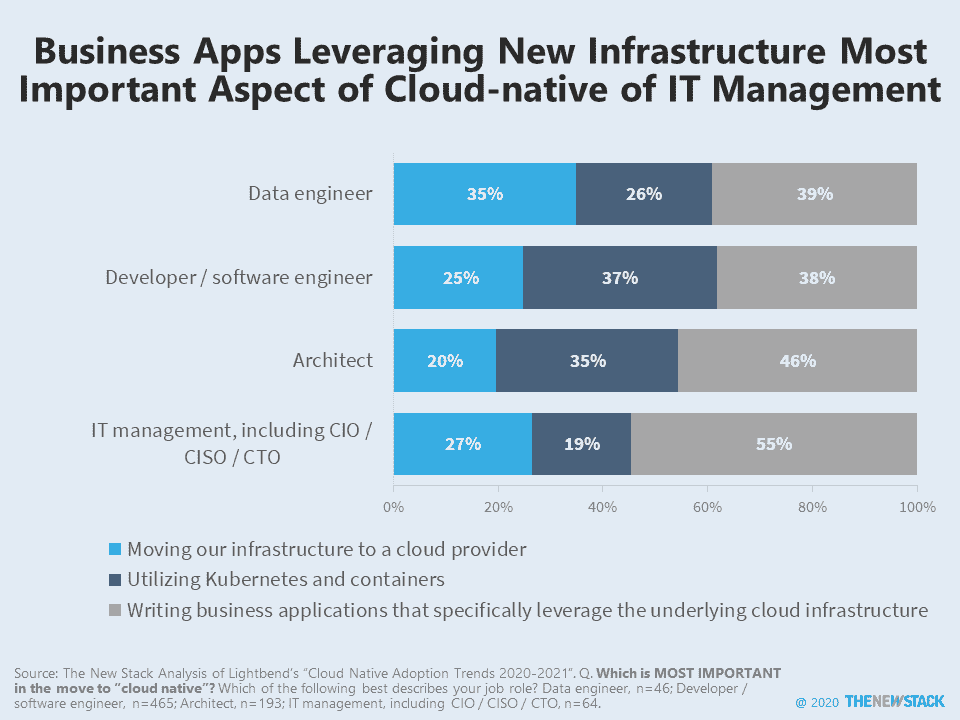 Business Apps Leveraging New Infrastructure Most
Important Aspect of Cloud-native of IT Management
Data engineer
35%
26%
39%
Developer / software engineer
25%
37%
38%
Architect
20%
35%
46%
IT management, including CIO /
CISO / CTO
27%
19%
55%
0%
20%
40%
60%
80%
100%
Moving our infrastructure to a cloud provider
Utilizing Kubernetes and containers
Writing business applications that specifically leverage the underlying cloud infrastructure
Source: The New Stack Analysis of Lightbend's "Cloud Native Adoption Trends 2020-2021". Q. Which is MOST IMPORTANT
in the move to "cloud native"? Which of the following best describes your job role? Data engineer, n=46; Developer /
software engineer, n=465; Architect, n=193; IT management, including CIO / CISO / CTO, n=64.
@ 2020 THENEWSTACK